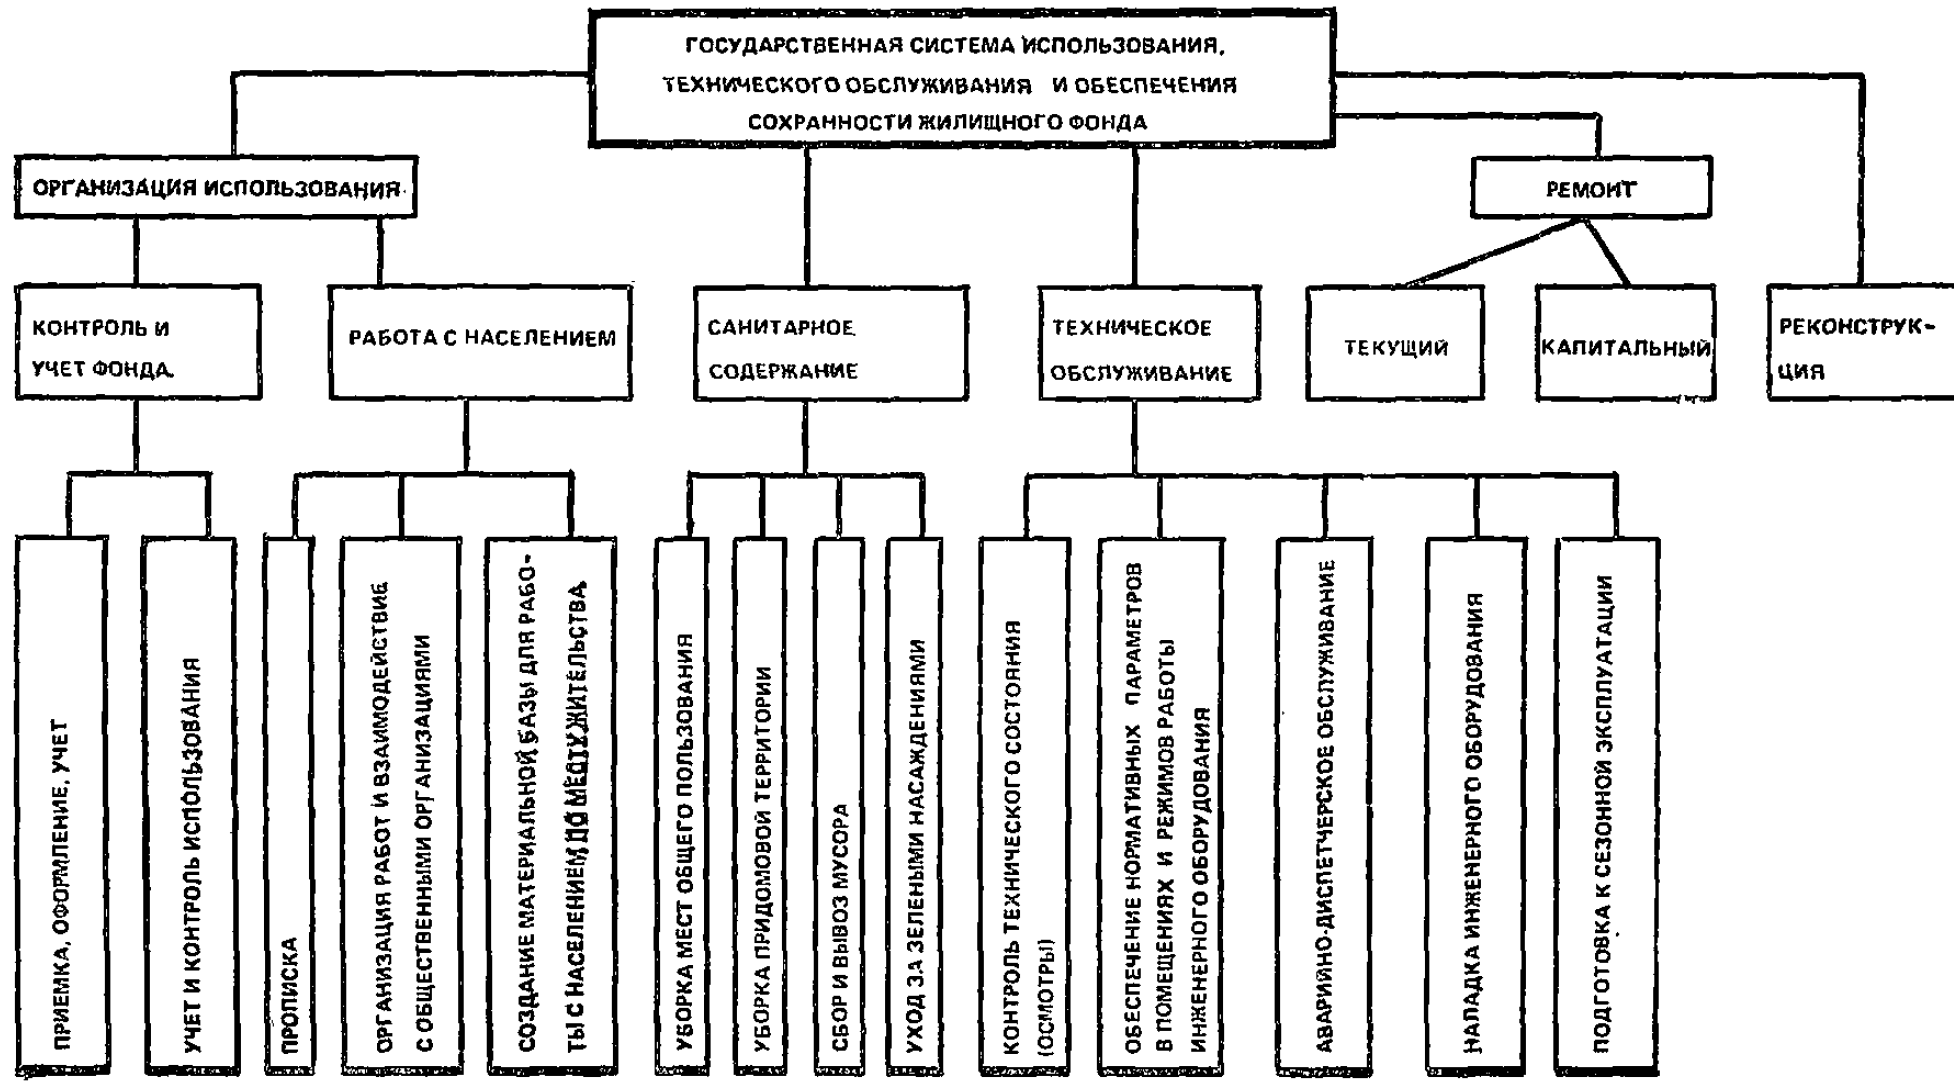 ГОСУДАРСТВЕННАЯ СИСТЕМА ИСПОЛЬЗОВАНИЯ,
ТЕХНИЧЕСКОГО ОБСЛУЖИВАНИЯ И ОБЕСПЕЧЕНИЯ
СОХРАННОСТИ ЖИЛИЩНОГО ФОНДА
ОРГАНИЗАЦИЯ ИСПОЛЬЗОВАНИЯ
РЕМОНТ
КОНТРОЛЬ И
УЧЕТ ФОНДА
РАБОТА С НАСЕЛЕНИЕМ
САНИТАРНОЕ
СОДЕРЖАНИЕ
ТЕХНИЧЕСКОЕ
ОБСЛУЖИВАНИЕ
ТЕКУЩИЙ
КАПИТАЛЬНЫЙ
РЕКОНСТРУК-
ЦИЯ
ПРИЕМКА, ОФОРМЛЕНИЕ, УЧЕТ
УЧЕТ И КОНТРОЛЬ ИСПОЛЬЗОВАНИЯ
ПРОПИСКА
ОРГАНИЗАЦИЯ РАБОТ И ВЗАИМОДЕЙСТВИЕ
С ОБЩЕСТВЕННЫМИ ОРГАНИЗАЦИЯМИ
СОЗДАНИЕ МАТЕРИАЛЬНОЙ БАЗЫ ДЛЯ РАБО-
ТЫ С НАСЕЛЕНИЕМ ПО МЕСТУ ЖИТЕЛЬСТВА
УБОРКА МЕСТ ОБЩЕГО ПОЛЬЗОВАНИЯ
УБОРКА ПРИДОМОВОЙ ТЕРРИТОРИИ
СБОР И ВЫВОЗ МУСОРА
УХОД ЗА ЗЕЛЕНЫМИ НАСАЖДЕНИЯМИ
КОНТРОЛЬ ТЕХНИЧЕСКОГО СОСТОЯНИЯ
(ОСМОТРЫ)
ОБЕСПЕЧЕНИЕ НОРМАТИВНЫХ ПАРАМЕТРОВ
В ПОМЕЩЕНИЯХ И РЕЖИМОВ РАБОТЫ
ИНЖЕНЕРНОГО ОБОРУДОВАНИЯ
АВАРИЙНО-ДИСПЕТЧЕРСКОЕ ОБСЛУЖИВАНИЕ
НАЛАДКА ИНЖЕНЕРНОГО ОБОРУДОВАНИЯ
ПОДГОТОВКА К СЕЗОННОЙ ЭКСПЛУАТАЦИИ